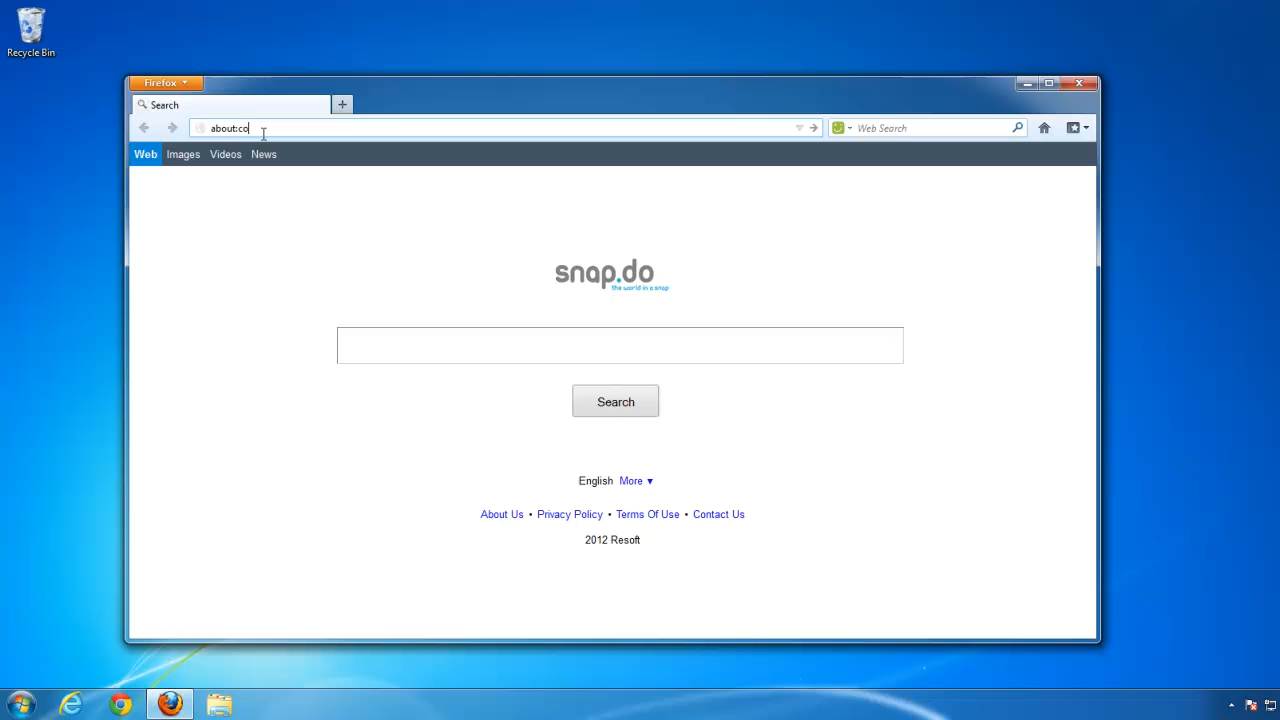 Recycle Bin
Firefox
Search
about:co
Web Search
Web Images Videos News
snap.do
the world in a snap
Search
English More ▼
About Us • Privacy Policy • Terms Of Use • Contact Us
2012 Resoft